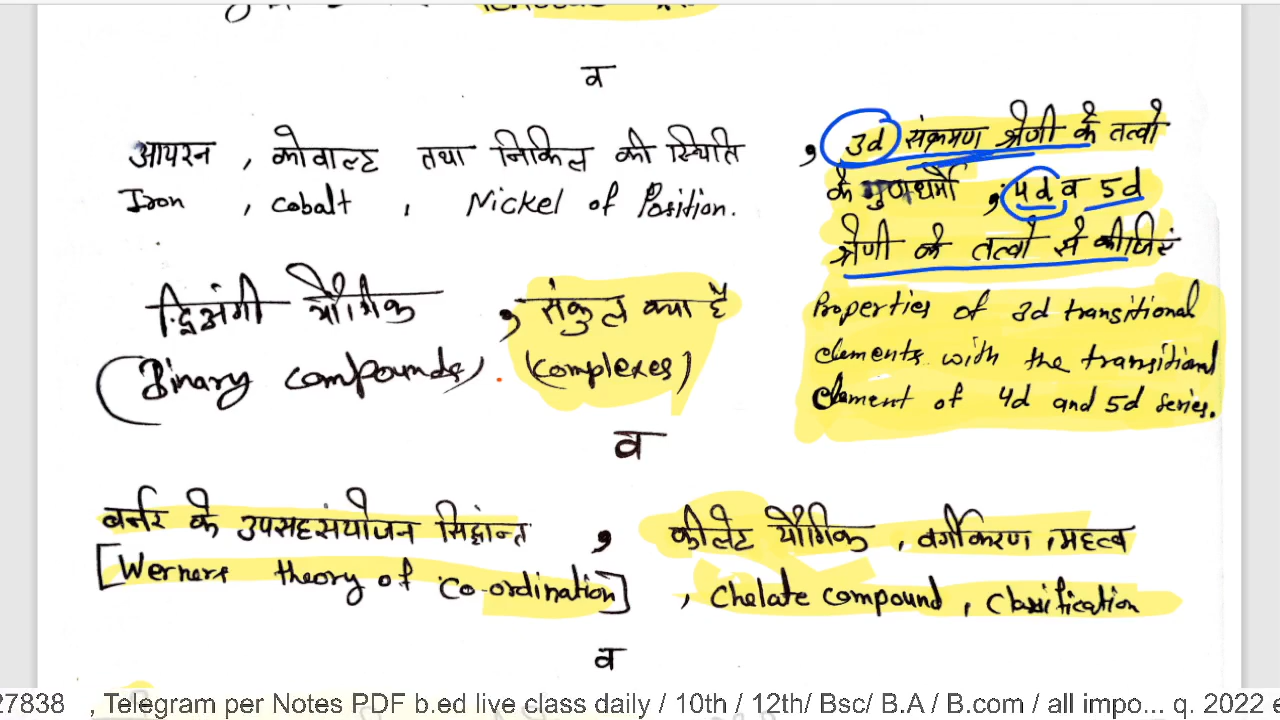 व
आयरन , कोबाल्ट तथा निकिल की स्थिति
Iron , cobalt , Nickel of Position.
, 3d संक्रमण श्रेणी के तत्वो
के गुणधर्मो , 4d व 5d
श्रेणी के तत्वो से कीजिए
Properties of 3d transitional
elements with the transitional
element of 4d and 5d series.
द्विअंगी यौगिक , संकुल क्या है
(Binary compounds) . (complexes)
व
वर्नर के उपसहसंयोजन सिद्धान्त , कीलेट यौगिक , वर्गीकरण , महत्व
[Werners theory of co-ordination] , Chelate compound , Classification
व
27838 , Telegram per Notes PDF b.ed live class daily / 10th / 12th/ Bsc/ B.A / B.com / all impo... q. 2022 e